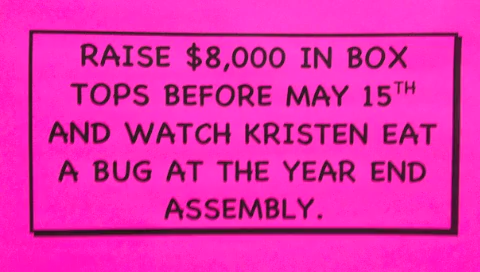 RAISE $8,000 IN BOX
TOPS BEFORE MAY 15TH
AND WATCH KRISTEN EAT
A BUG AT THE YEAR END
ASSEMBLY.